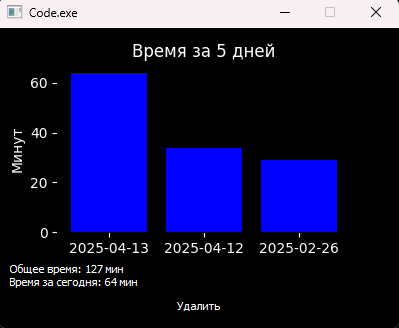 Code.exe
Время за 5 дней
Минут
60
40
20
0
2025-04-13 2025-04-12 2025-02-26
Общее время: 127 мин
Время за сегодня: 64 мин
Удалить